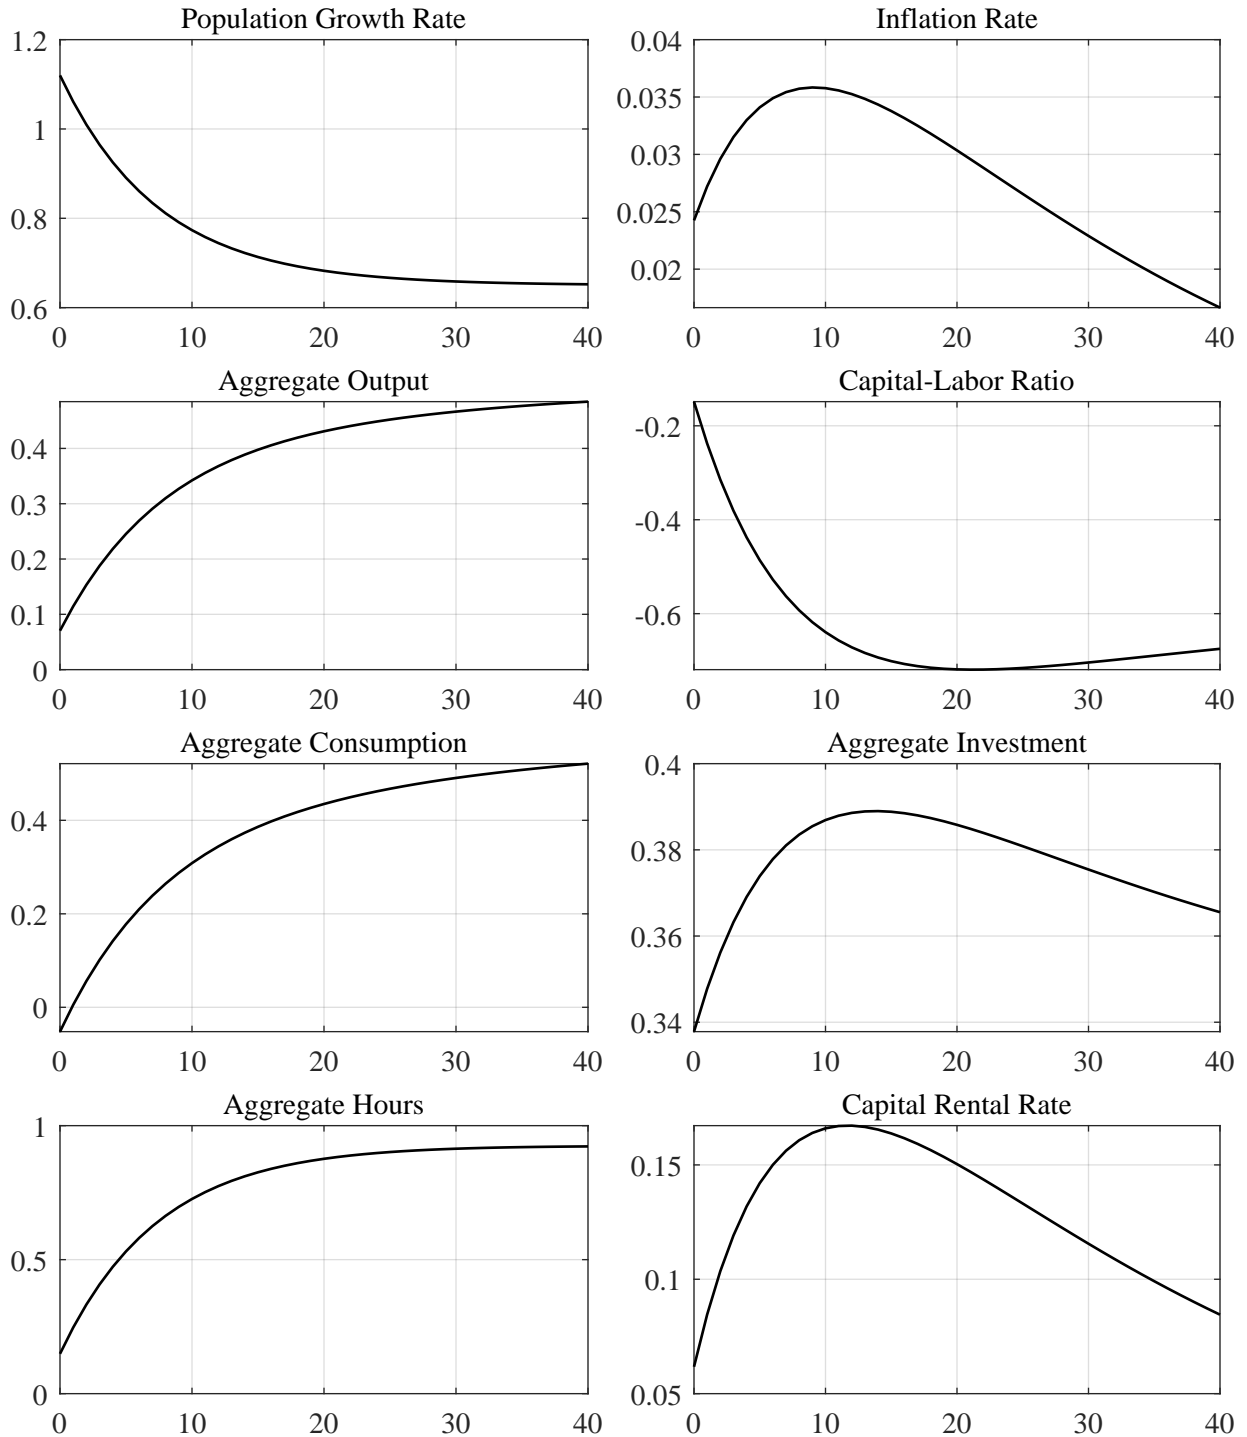 Population Growth Rate
1.2
1
0.8
0.6
0 10 20 30 40
Inflation Rate
0.04
0.035
0.03
0.025
0.02
0 10 20 30 40
Aggregate Output
0.4
0.3
0.2
0.1
0
0 10 20 30 40
Capital-Labor Ratio
-0.2
-0.4
-0.6
0 10 20 30 40
Aggregate Consumption
0.4
0.2
0
0 10 20 30 40
Aggregate Investment
0.4
0.38
0.36
0.34
0 10 20 30 40
Aggregate Hours
1
0.5
0
0 10 20 30 40
Capital Rental Rate
0.15
0.1
0.05
0 10 20 30 40